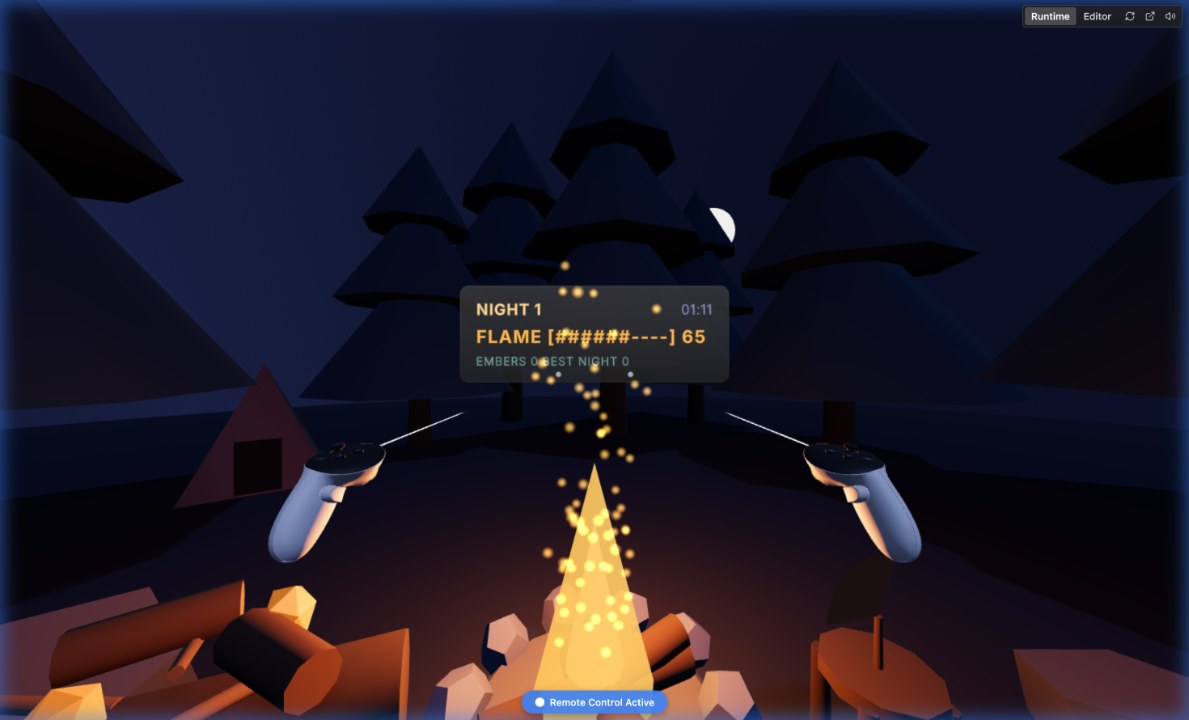 Runtime Editor
NIGHT 1 01:11
FLAME [######----] 65
EMBERS 0 BEST NIGHT 0
Remote Control Active